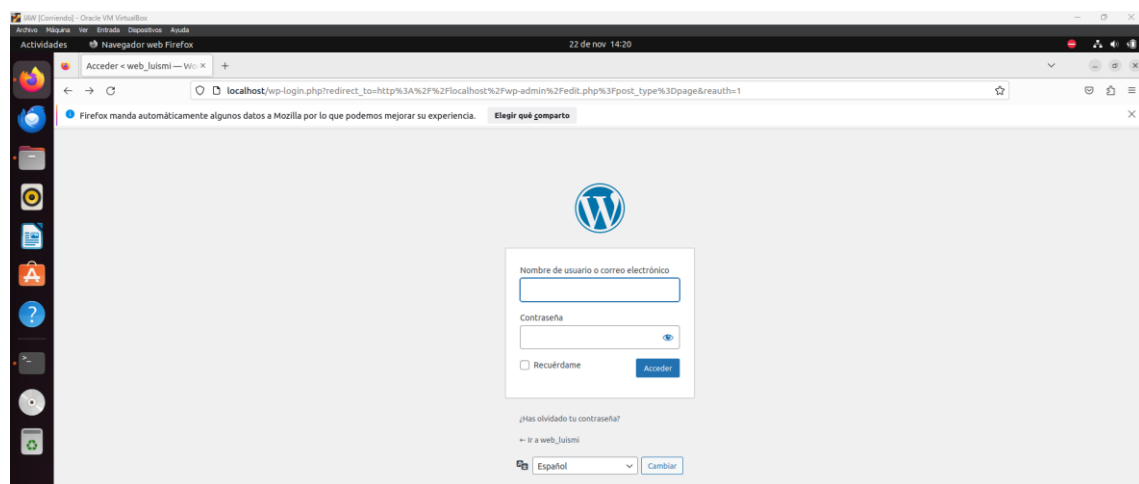 IAW [Corriendo] - Oracle VM VirtualBox
Archivo Máquina Ver Entrada Dispositivos Ayuda
Actividades Navegador web Firefox 22 de nov 14:20
Acceder < web_luismi — Wo
localhost/wp-login.php?redirect_to=http%3A%2F%2Flocalhost%2Fwp-admin%2Fedit.php%3Fpost_type%3Dpage&reauth=1
Firefox manda automáticamente algunos datos a Mozilla por lo que podemos mejorar su experiencia. Elegir qué comparto
Nombre de usuario o correo electrónico
Contraseña
Recuérdame Acceder
¿Has olvidado tu contraseña?
← Ir a web_luismi
Español Cambiar